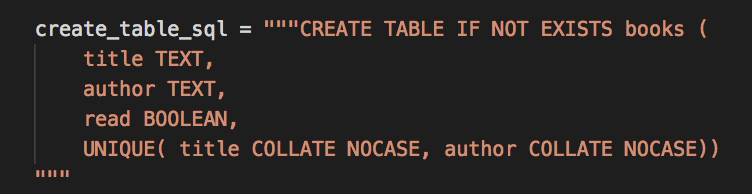 create_table_sql = """CREATE TABLE IF NOT EXISTS books (
title TEXT,
author TEXT,
read BOOLEAN,
UNIQUE( title COLLATE NOCASE, author COLLATE NOCASE))
"""